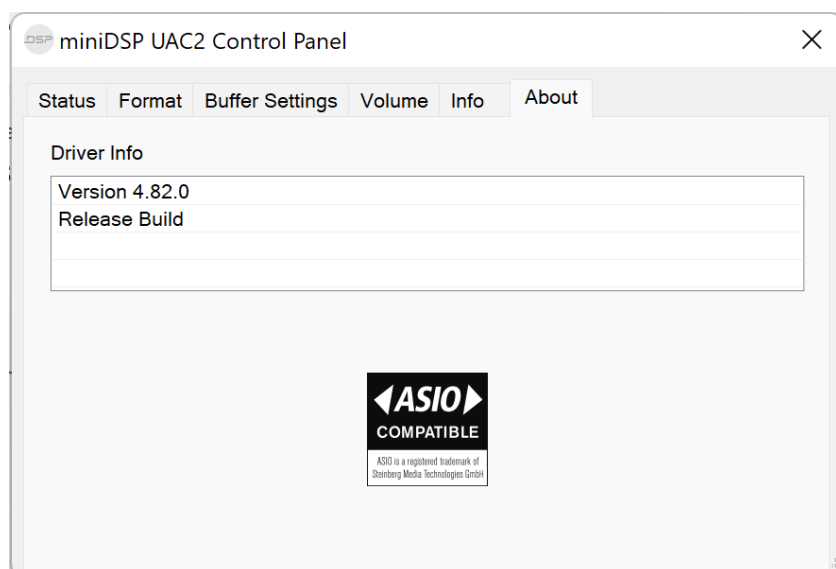 DSP miniDSP UAC2 Control Panel
Status Format Buffer Settings Volume Info About
Driver Info
Version 4.82.0
Release Build
ASIO
COMPATIBLE
ASIO is a registered trademark of
Steinberg Media Technologies GmbH